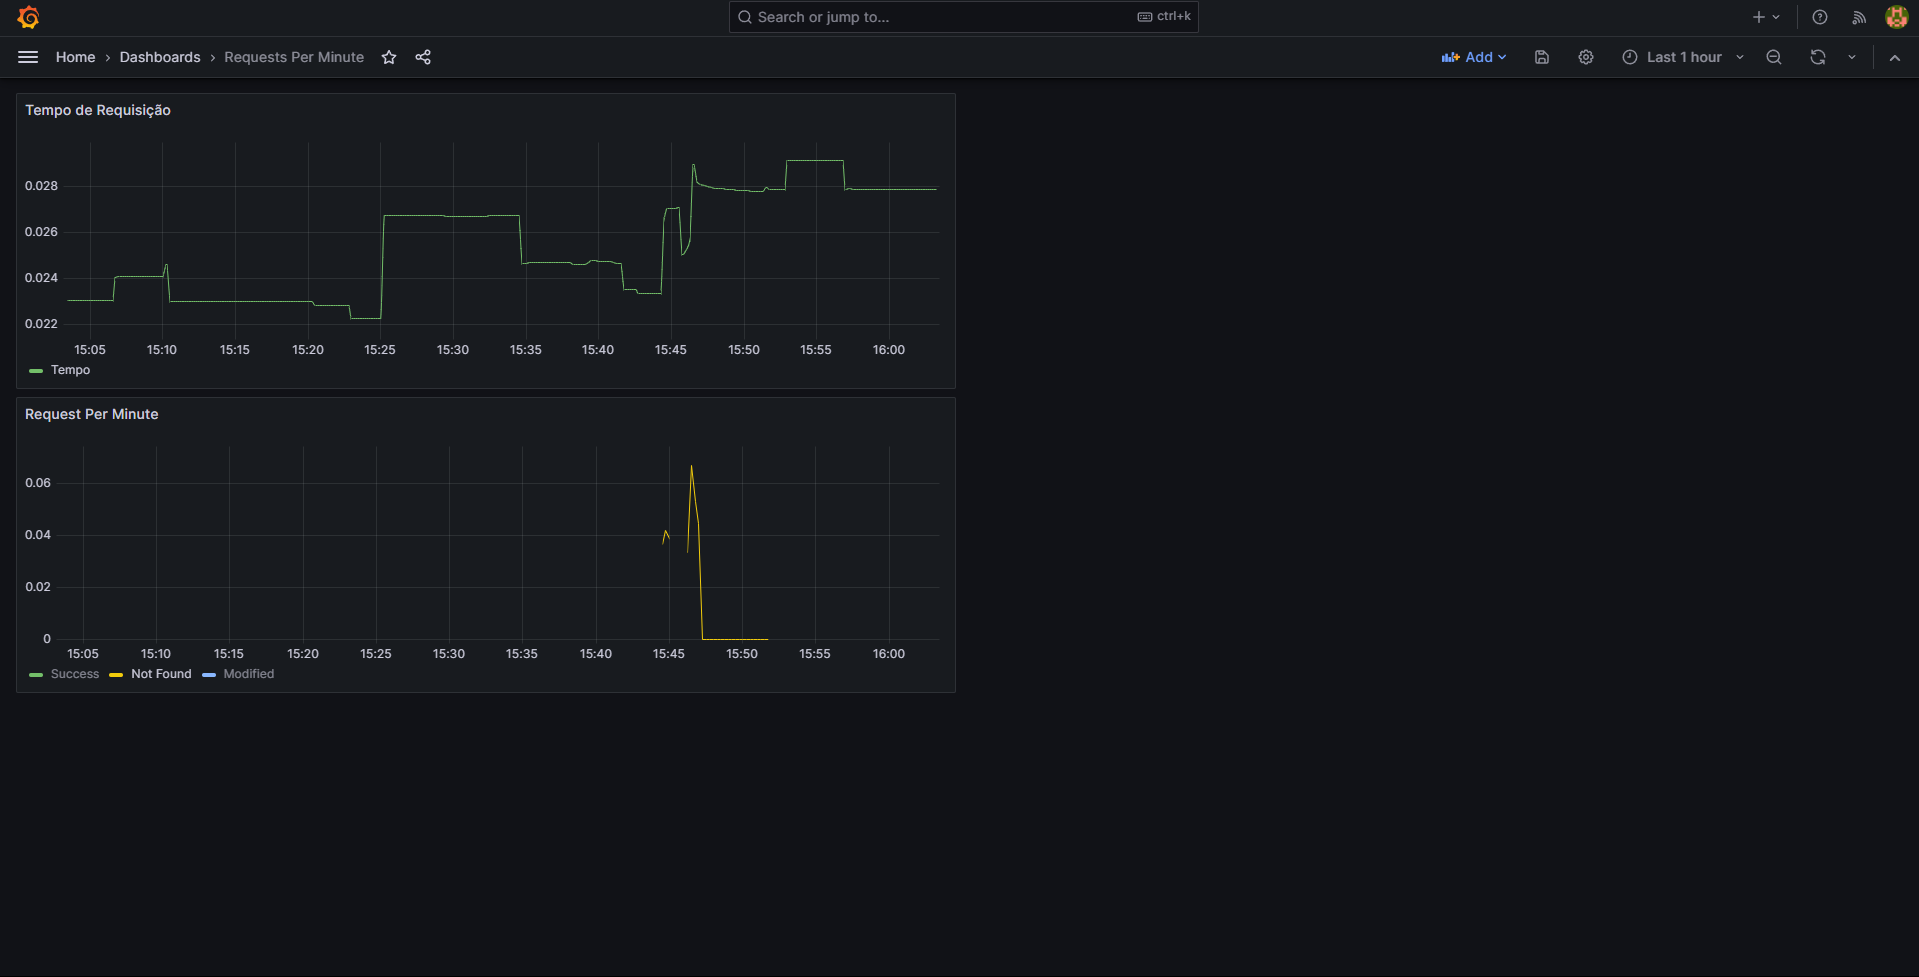 Search or jump to... ctrl+k
Home › Dashboards › Requests Per Minute Add Last 1 hour
Tempo de Requisição
0.028
0.026
0.024
0.022
15:05 15:10 15:15 15:20 15:25 15:30 15:35 15:40 15:45 15:50 15:55 16:00
Tempo
Request Per Minute
0.06
0.04
0.02
0
15:05 15:10 15:15 15:20 15:25 15:30 15:35 15:40 15:45 15:50 15:55 16:00
Success Not Found Modified